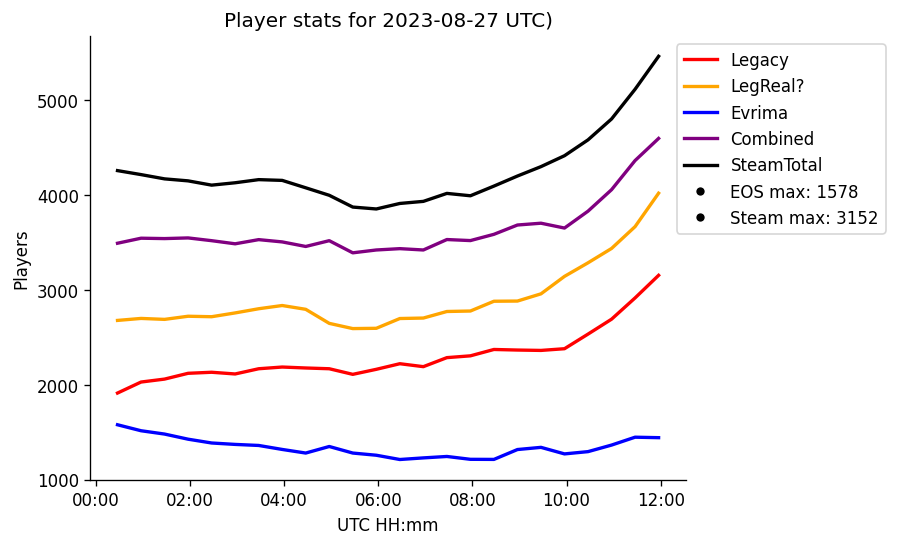 Player stats for 2023-08-27 UTC)
Legacy
LegReal?
Evrima
Combined
SteamTotal
EOS max: 1578
Steam max: 3152
Players
5000
4000
3000
2000
1000
00:00 02:00 04:00 06:00 08:00 10:00 12:00
UTC HH:mm